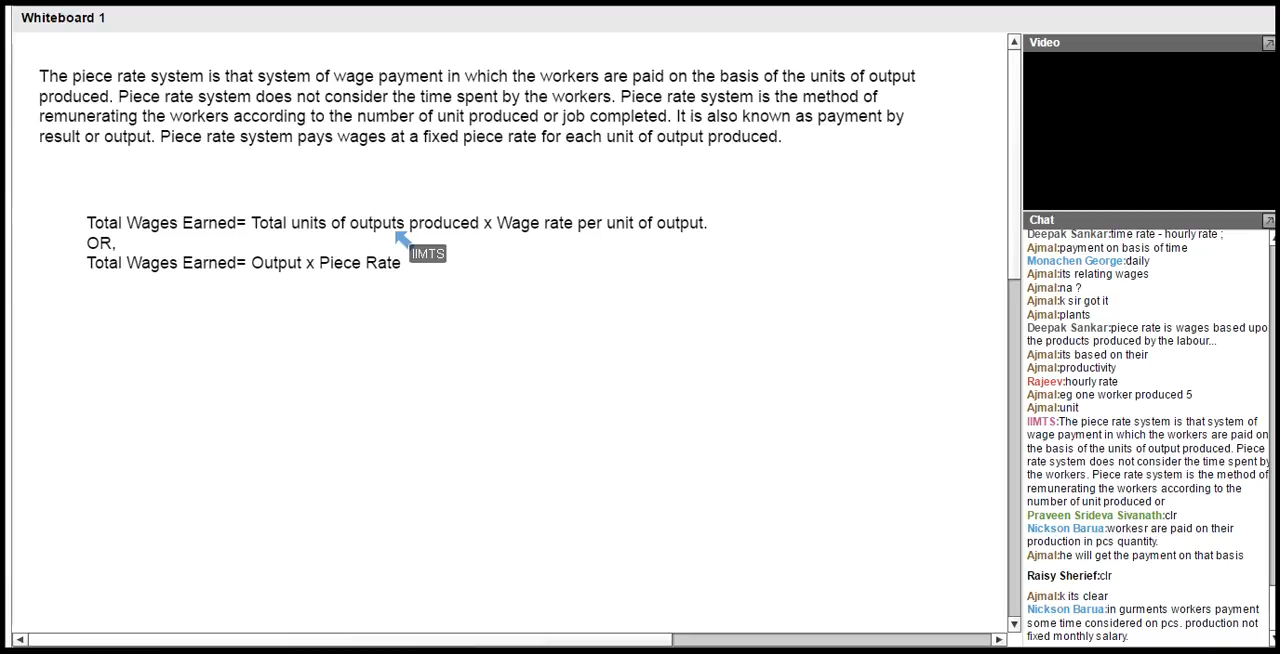 Whiteboard 1
The piece rate system is that system of wage payment in which the workers are paid on the basis of the units of output
produced. Piece rate system does not consider the time spent by the workers. Piece rate system is the method of
remunerating the workers according to the number of unit produced or job completed. It is also known as payment by
result or output. Piece rate system pays wages at a fixed piece rate for each unit of output produced.
Total Wages Earned= Total units of outputs produced x Wage rate per unit of output.
OR,
IIMTS
Total Wages Earned= Output x Piece Rate
Video
Chat
Deepak Sankar:time rate - hourly rate ;
Ajmal:payment on basis of time
Monachen George:daily
Ajmal:its relating wages
Ajmal:na ?
Ajmal:k sir got it
Ajmal:plants
Deepak Sankar:piece rate is wages based upo
the products produced by the labour...
Ajmal:its based on their
Ajmal:productivity
Rajeev:hourly rate
Ajmal:eg one worker produced 5
Ajmal:unit
IIMTS:The piece rate system is that system of
wage payment in which the workers are paid on
the basis of the units of output produced. Piece
rate system does not consider the time spent by
the workers. Piece rate system is the method of
remunerating the workers according to the
number of unit produced or
Praveen Srideva Sivanath:clr
Nickson Barua:workesr are paid on their
production in pcs quantity.
Ajmal:he will get the payment on that basis
Raisy Sherief:clr
Ajmal:k its clear
Nickson Barua:in gurments workers payment
some time considered on pcs. production not
fixed monthly salary.